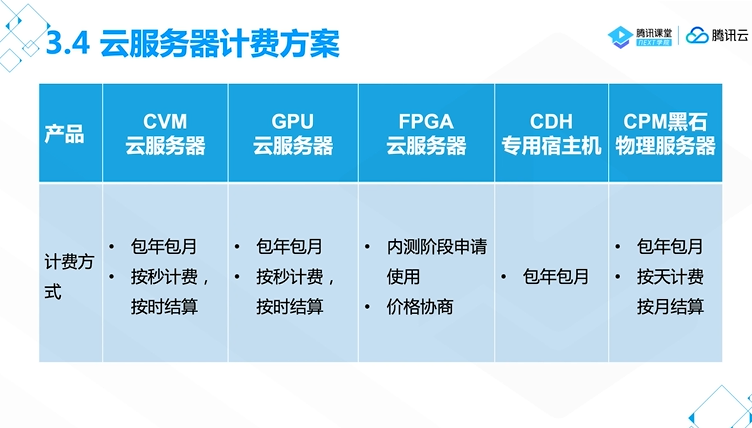 3.4 云服务器计费方案
腾讯课堂
NEXT学院
腾讯云
产品
CVM
云服务器
GPU
云服务器
FPGA
云服务器
CDH
专用宿主机
CPM黑石
物理服务器
计费方
式
• 包年包月
• 按秒计费，
按时结算
• 包年包月
• 按秒计费，
按时结算
• 内测阶段申请
使用
• 价格协商
• 包年包月
• 包年包月
• 按天计费
按月结算